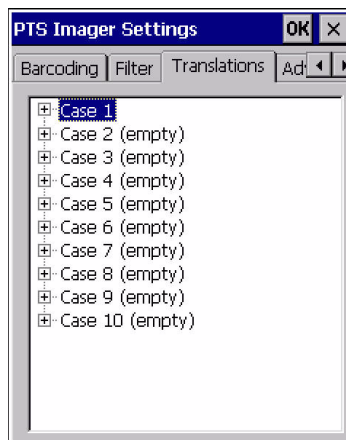 PTS Imager Settings OK ×
Barcoding Filter Translations Ad
Case 1
Case 2 (empty)
Case 3 (empty)
Case 4 (empty)
Case 5 (empty)
Case 6 (empty)
Case 7 (empty)
Case 8 (empty)
Case 9 (empty)
Case 10 (empty)